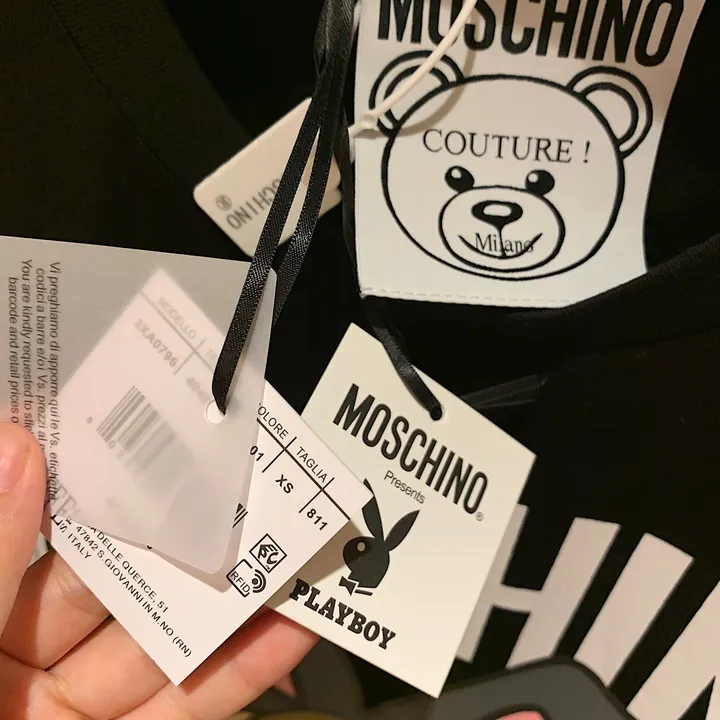 MOSCHINO
COUTURE !
Milano
MOSCHINO
®
Vi preghiamo di apporre qui le Vs. etichette
codici a barre e/o i Vs. prezzi al
You are kindly requested to
barcode and retail prices o
MODELLO
COLORE TAGLIA
01 XS 811
RFID
DELLE QUERCE, 51
47842 S.GIOVANNI IN M.NO (RN)
ITALY
MOSCHINO®
Presents
PLAYBOY
HIN